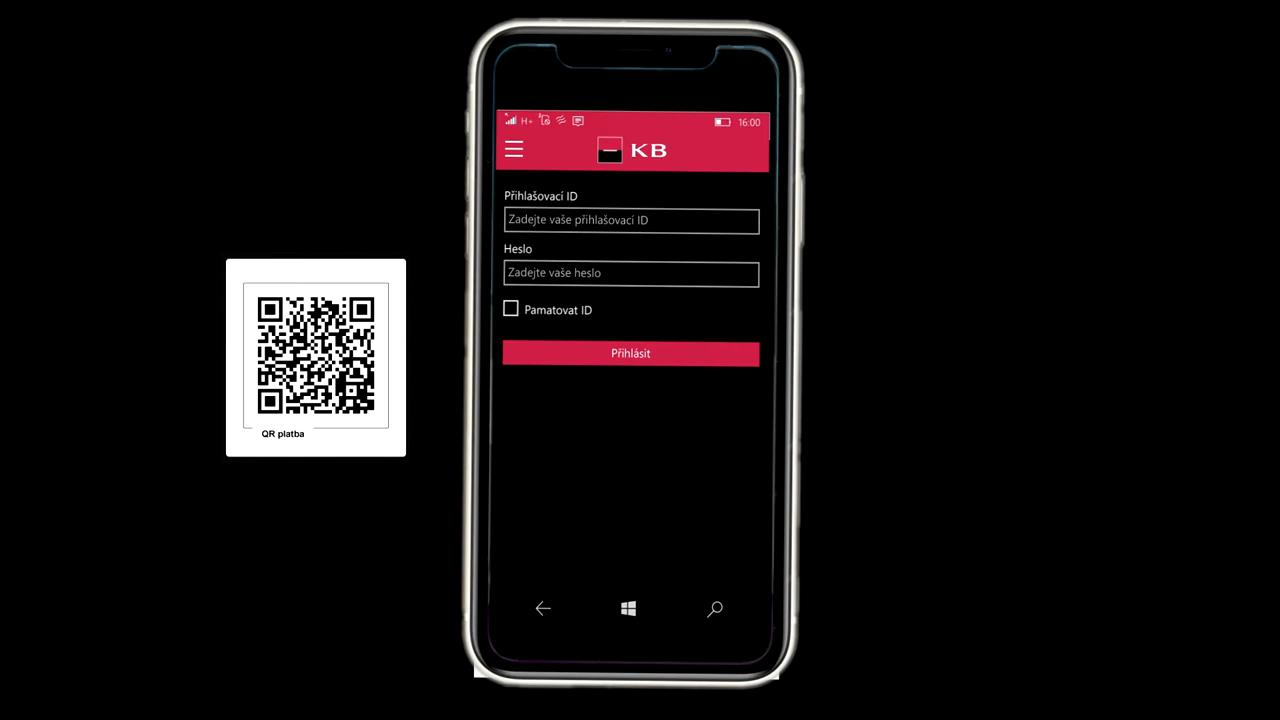 H+ 16:00
KB
Přihlašovací ID
Zadejte vaše přihlašovací ID
Heslo
Zadejte vaše heslo
Pamatovat ID
Přihlásit
QR platba